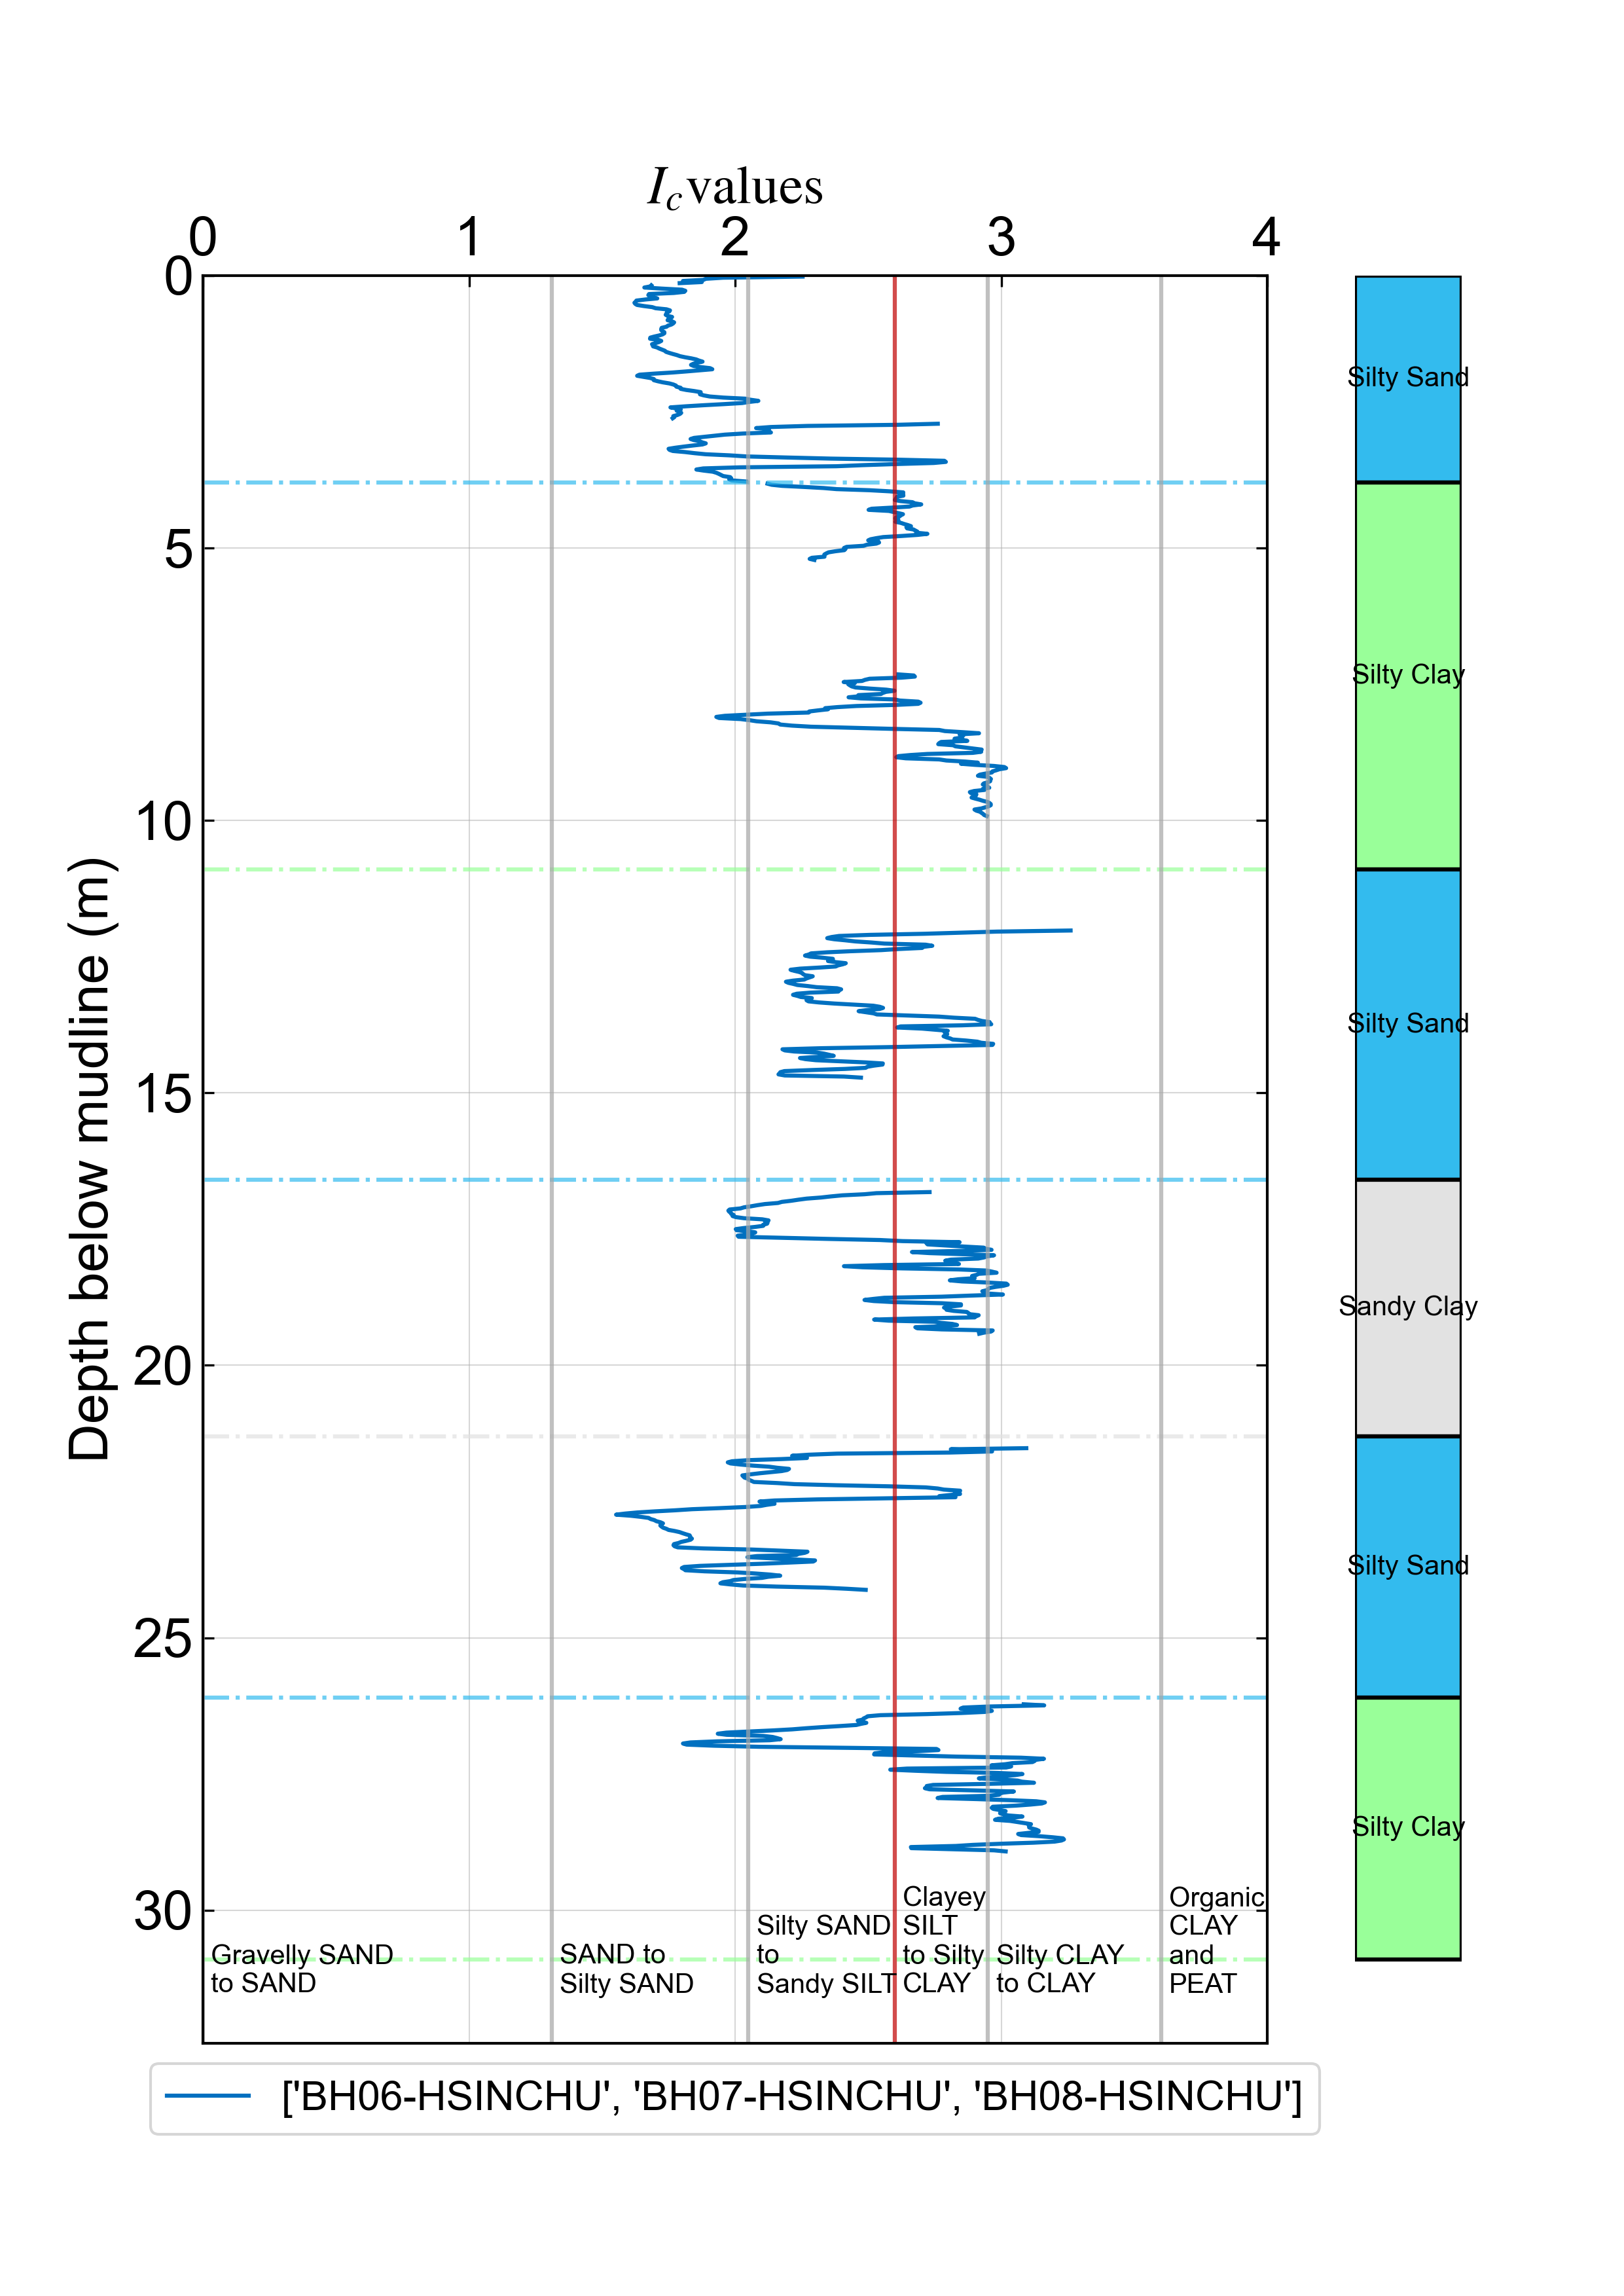 Ic values
0 1 2 3 4
0
5
10
15
20
25
30
Depth below mudline (m)
Silty Sand
Silty Clay
Silty Sand
Sandy Clay
Silty Sand
Silty Clay
Gravelly SAND
to SAND
SAND to
Silty SAND
Silty SAND
to
Sandy SILT
Clayey
SILT
to Silty
CLAY
Silty CLAY
to CLAY
Organic
CLAY
and
PEAT
['BH06-HSINCHU', 'BH07-HSINCHU', 'BH08-HSINCHU']